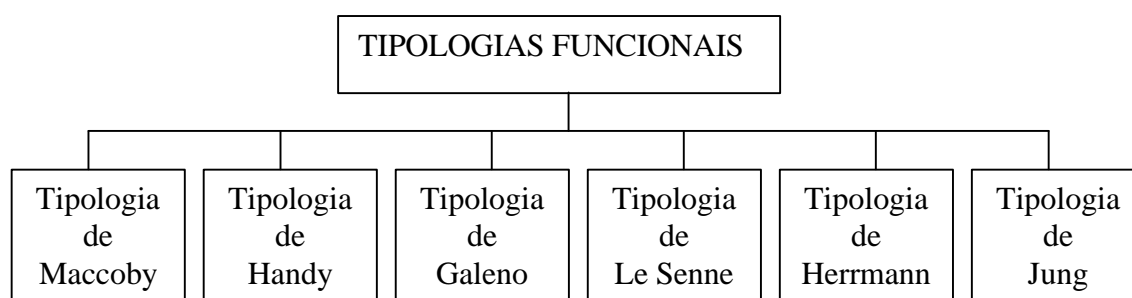 TIPOLOGIAS FUNCIONAIS
Tipologia
de
Maccoby
Tipologia
de
Handy
Tipologia
de
Galeno
Tipologia
de
Le Senne
Tipologia
de
Herrmann
Tipologia
de
Jung